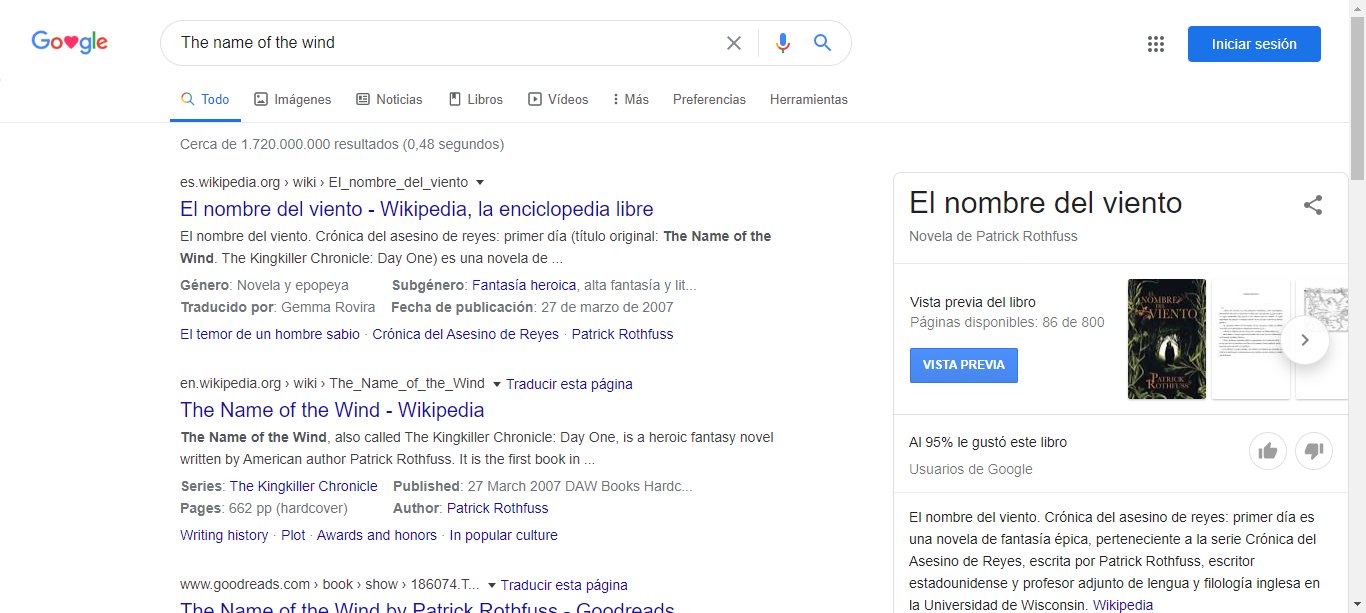 Google
The name of the wind
Iniciar sesión
Todo
Imágenes
Noticias
Libros
Vídeos
Más
Preferencias
Herramientas
Cerca de 1.720.000.000 resultados (0,48 segundos)
es.wikipedia.org › wiki › El_nombre_del_viento
El nombre del viento - Wikipedia, la enciclopedia libre
El nombre del viento. Crónica del asesino de reyes: primer día (título original: The Name of the
Wind. The Kingkiller Chronicle: Day One) es una novela de ...
Género: Novela y epopeya Subgénero: Fantasía heroica, alta fantasía y lit...
Traducido por: Gemma Rovira Fecha de publicación: 27 de marzo de 2007
El temor de un hombre sabio · Crónica del Asesino de Reyes · Patrick Rothfuss
en.wikipedia.org › wiki › The_Name_of_the_Wind Traducir esta página
The Name of the Wind - Wikipedia
The Name of the Wind, also called The Kingkiller Chronicle: Day One, is a heroic fantasy novel
written by American author Patrick Rothfuss. It is the first book in ...
Series: The Kingkiller Chronicle Published: 27 March 2007 DAW Books Hardc...
Pages: 662 pp (hardcover) Author: Patrick Rothfuss
Writing history · Plot · Awards and honors · In popular culture
www.goodreads.com › book › show › 186074.T... Traducir esta página
The Name of the Wind by Patrick Rothfuss - Goodreads
El nombre del viento
Novela de Patrick Rothfuss
Vista previa del libro
Páginas disponibles: 86 de 800
VISTA PREVIA
EL NOMBRE
DEL
VIENTO
PATRICK
ROTHFUSS
Al 95% le gustó este libro
Usuarios de Google
El nombre del viento. Crónica del asesino de reyes: primer día es
una novela de fantasía épica, perteneciente a la serie Crónica del
Asesino de Reyes, escrita por Patrick Rothfuss, escritor
estadounidense y profesor adjunto de lengua y filología inglesa en
la Universidad de Wisconsin. Wikipedia